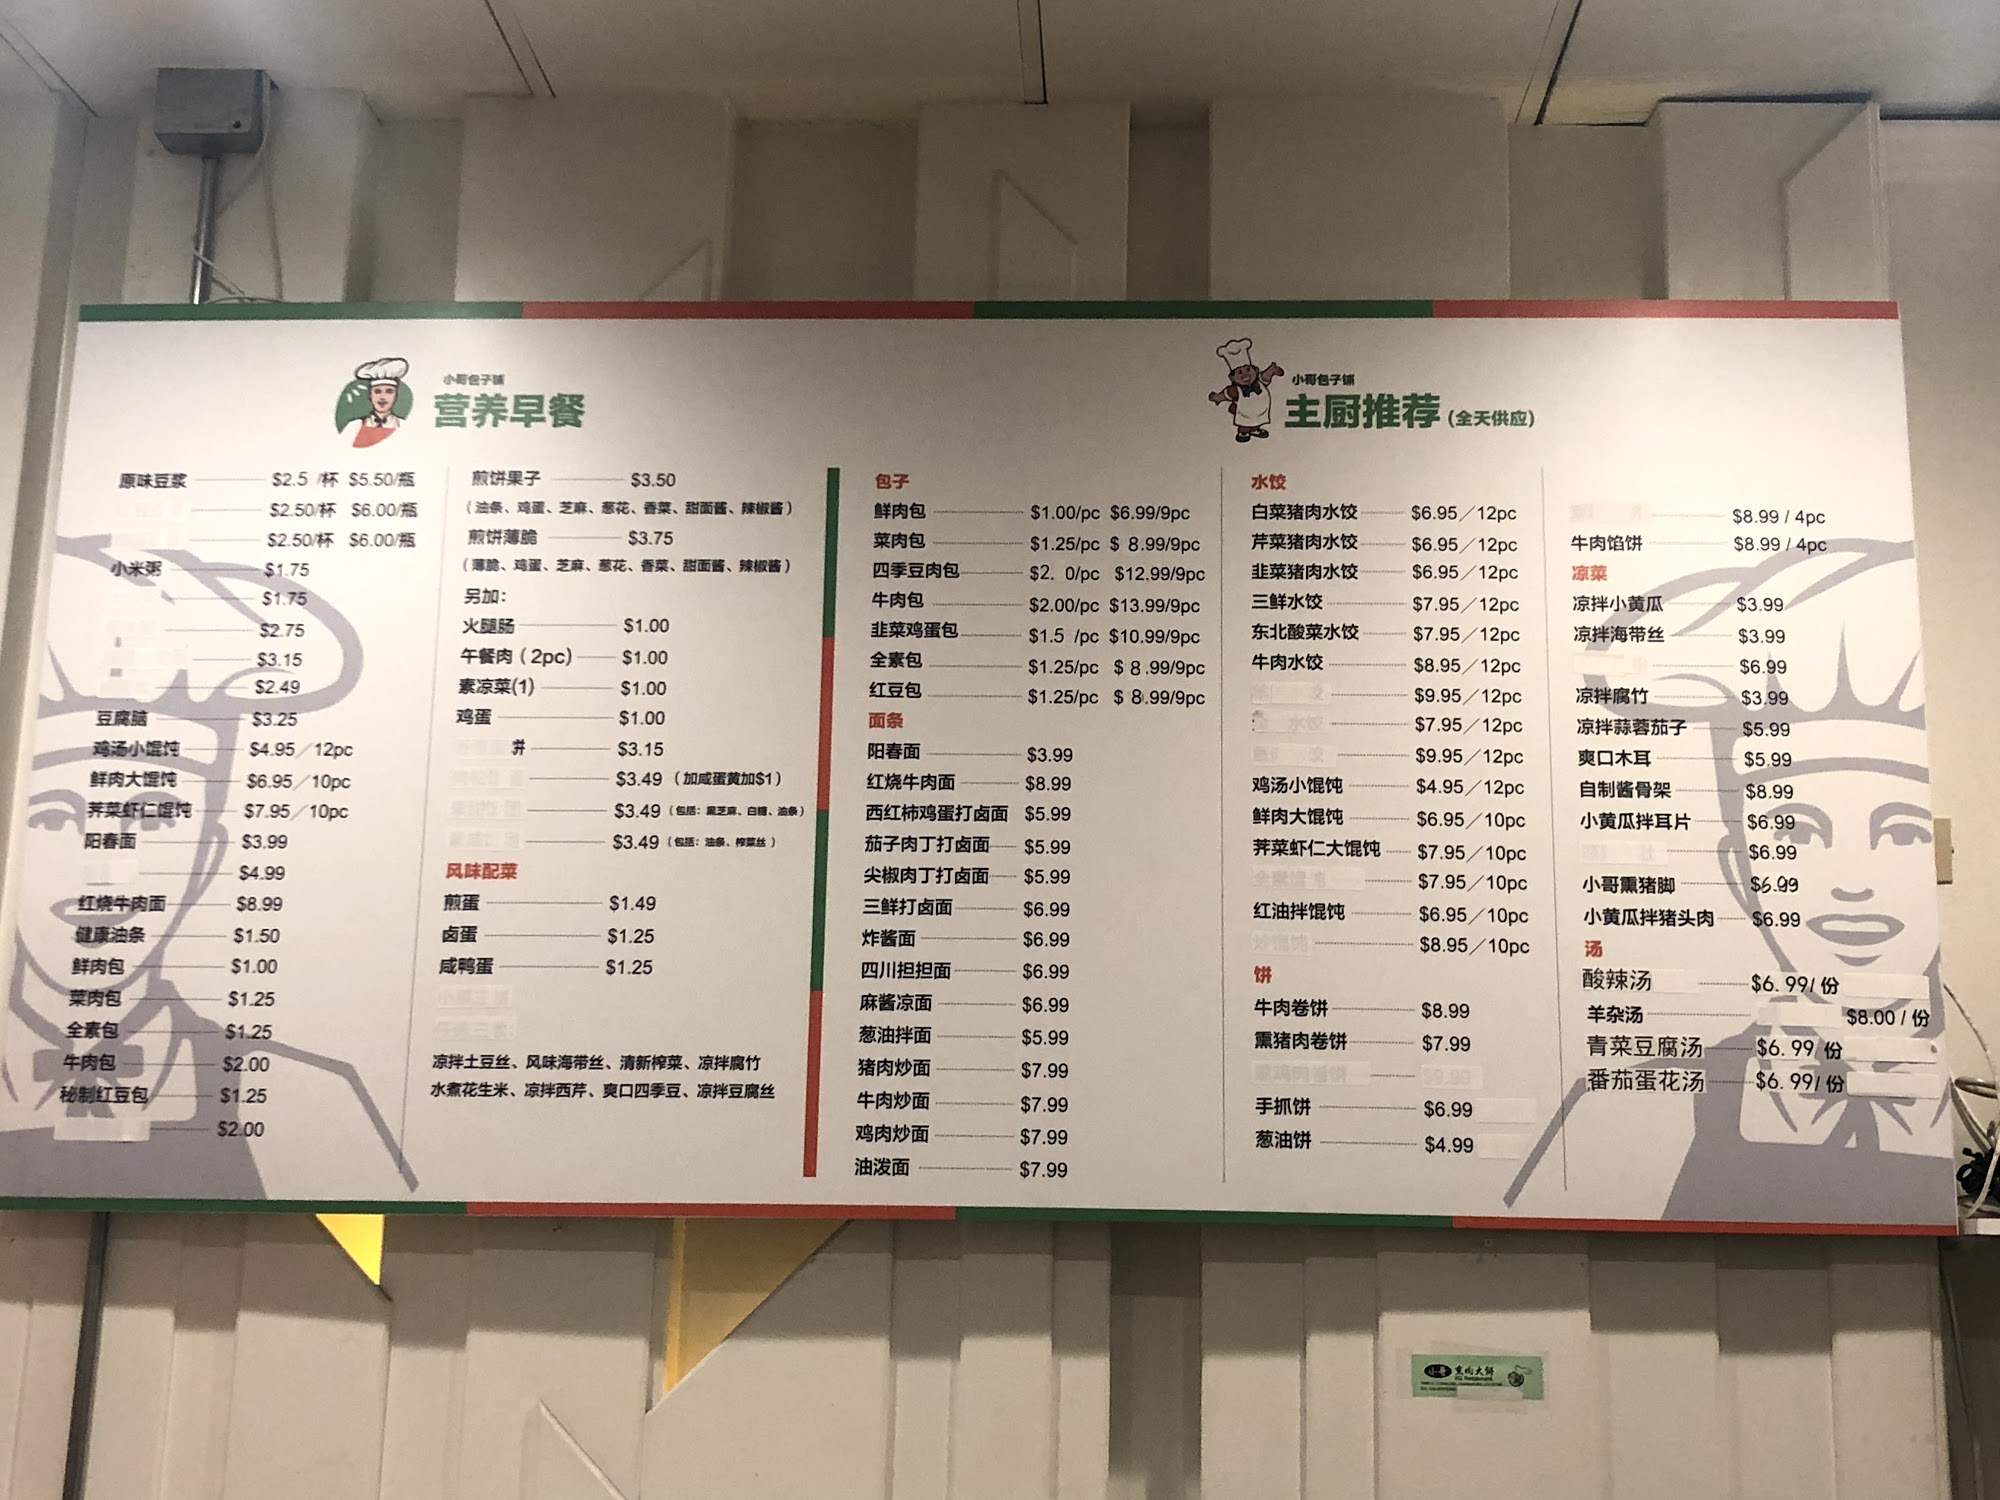 小哥包子铺
营养早餐
原味豆浆 $2.5 /杯 $5.50/瓶
$2.50/杯 $6.00/瓶
$2.50/杯 $6.00/瓶
小米粥 $1.75
$1.75
$2.75
$3.15
$2.49
豆腐脑 $3.25
鸡汤小馄饨 $4.95／12pc
鲜肉大馄饨 $6.95／10pc
荠菜虾仁馄饨 $7.95／10pc
阳春面 $3.99
$4.99
红烧牛肉面 $8.99
健康油条 $1.50
鲜肉包 $1.00
菜肉包 $1.25
全素包 $1.25
牛肉包 $2.00
秘制红豆包 $1.25
$2.00
煎饼果子 $3.50
（油条、鸡蛋、芝麻、葱花、香菜、甜面酱、辣椒酱）
煎饼薄脆 $3.75
（薄脆、鸡蛋、芝麻、葱花、香菜、甜面酱、辣椒酱）
另加：
火腿肠 $1.00
午餐肉（2pc） $1.00
素凉菜(1) $1.00
鸡蛋 $1.00
$3.15
$3.49（加咸蛋黄加$1）
$3.49（包括：黑芝麻、白糖、油条）
$3.49（包括：油条、榨菜丝）
风味配菜
煎蛋 $1.49
卤蛋 $1.25
咸鸭蛋 $1.25
凉拌土豆丝、风味海带丝、清新榨菜、凉拌腐竹
水煮花生米、凉拌西芹、爽口四季豆、凉拌豆腐丝
小哥包子铺
主厨推荐 (全天供应)
包子
鲜肉包 $1.00/pc $6.99/9pc
菜肉包 $1.25/pc $ 8.99/9pc
四季豆肉包 $2. 0/pc $12.99/9pc
牛肉包 $2.00/pc $13.99/9pc
韭菜鸡蛋包 $1.5 /pc $10.99/9pc
全素包 $1.25/pc $ 8.99/9pc
红豆包 $1.25/pc $ 8.99/9pc
面条
阳春面 $3.99
红烧牛肉面 $8.99
西红柿鸡蛋打卤面 $5.99
茄子肉丁打卤面 $5.99
尖椒肉丁打卤面 $5.99
三鲜打卤面 $6.99
炸酱面 $6.99
四川担担面 $6.99
麻酱凉面 $6.99
葱油拌面 $5.99
猪肉炒面 $7.99
牛肉炒面 $7.99
鸡肉炒面 $7.99
油泼面 $7.99
水饺
白菜猪肉水饺 $6.95／12pc
芹菜猪肉水饺 $6.95／12pc
韭菜猪肉水饺 $6.95／12pc
三鲜水饺 $7.95／12pc
东北酸菜水饺 $7.95／12pc
牛肉水饺 $8.95／12pc
$9.95／12pc
水饺 $7.95／12pc
$9.95／12pc
鸡汤小馄饨 $4.95／12pc
鲜肉大馄饨 $6.95／10pc
荠菜虾仁大馄饨 $7.95／10pc
$7.95／10pc
红油拌馄饨 $6.95／10pc
$8.95／10pc
饼
牛肉卷饼 $8.99
熏猪肉卷饼 $7.99
手抓饼 $6.99
葱油饼 $4.99
$8.99 / 4pc
牛肉馅饼 $8.99 / 4pc
凉菜
凉拌小黄瓜 $3.99
凉拌海带丝 $3.99
$6.99
凉拌腐竹 $3.99
凉拌蒜蓉茄子 $5.99
爽口木耳 $5.99
自制酱骨架 $8.99
小黄瓜拌耳片 $6.99
$6.99
小哥熏猪脚 $6.99
小黄瓜拌猪头肉 $6.99
汤
酸辣汤 $6. 99/ 份
羊杂汤 $8.00 / 份
青菜豆腐汤 $6. 99 份
番茄蛋花汤 $6. 99/ 份
熏肉大饼